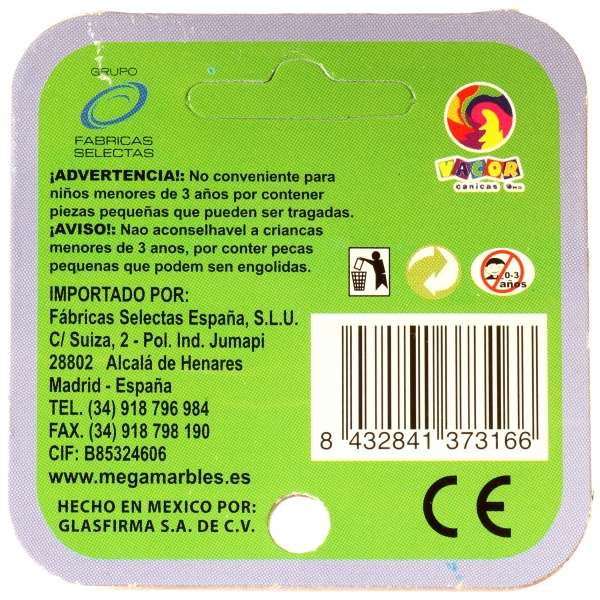 GRUPO
FABRICAS
SELECTAS
VACOR
canicas
¡ADVERTENCIA!: No conveniente para
niños menores de 3 años por contener
piezas pequeñas que pueden ser tragadas.
¡AVISO!: Nao aconselhavel a criancas
menores de 3 anos, por conter pecas
pequenas que podem ser engolidas.
0-3
años
IMPORTADO POR:
Fábricas Selectas España, S.L.U.
C/ Suiza, 2 - Pol. Ind. Jumapi
28802 Alcalá de Henares
Madrid - España
TEL. (34) 918 796 984
FAX. (34) 918 798 190
CIF: B85324606
www.megamarbles.es
8 432841 373166
HECHO EN MEXICO POR:
GLASFIRMA S.A. DE C.V.
CE